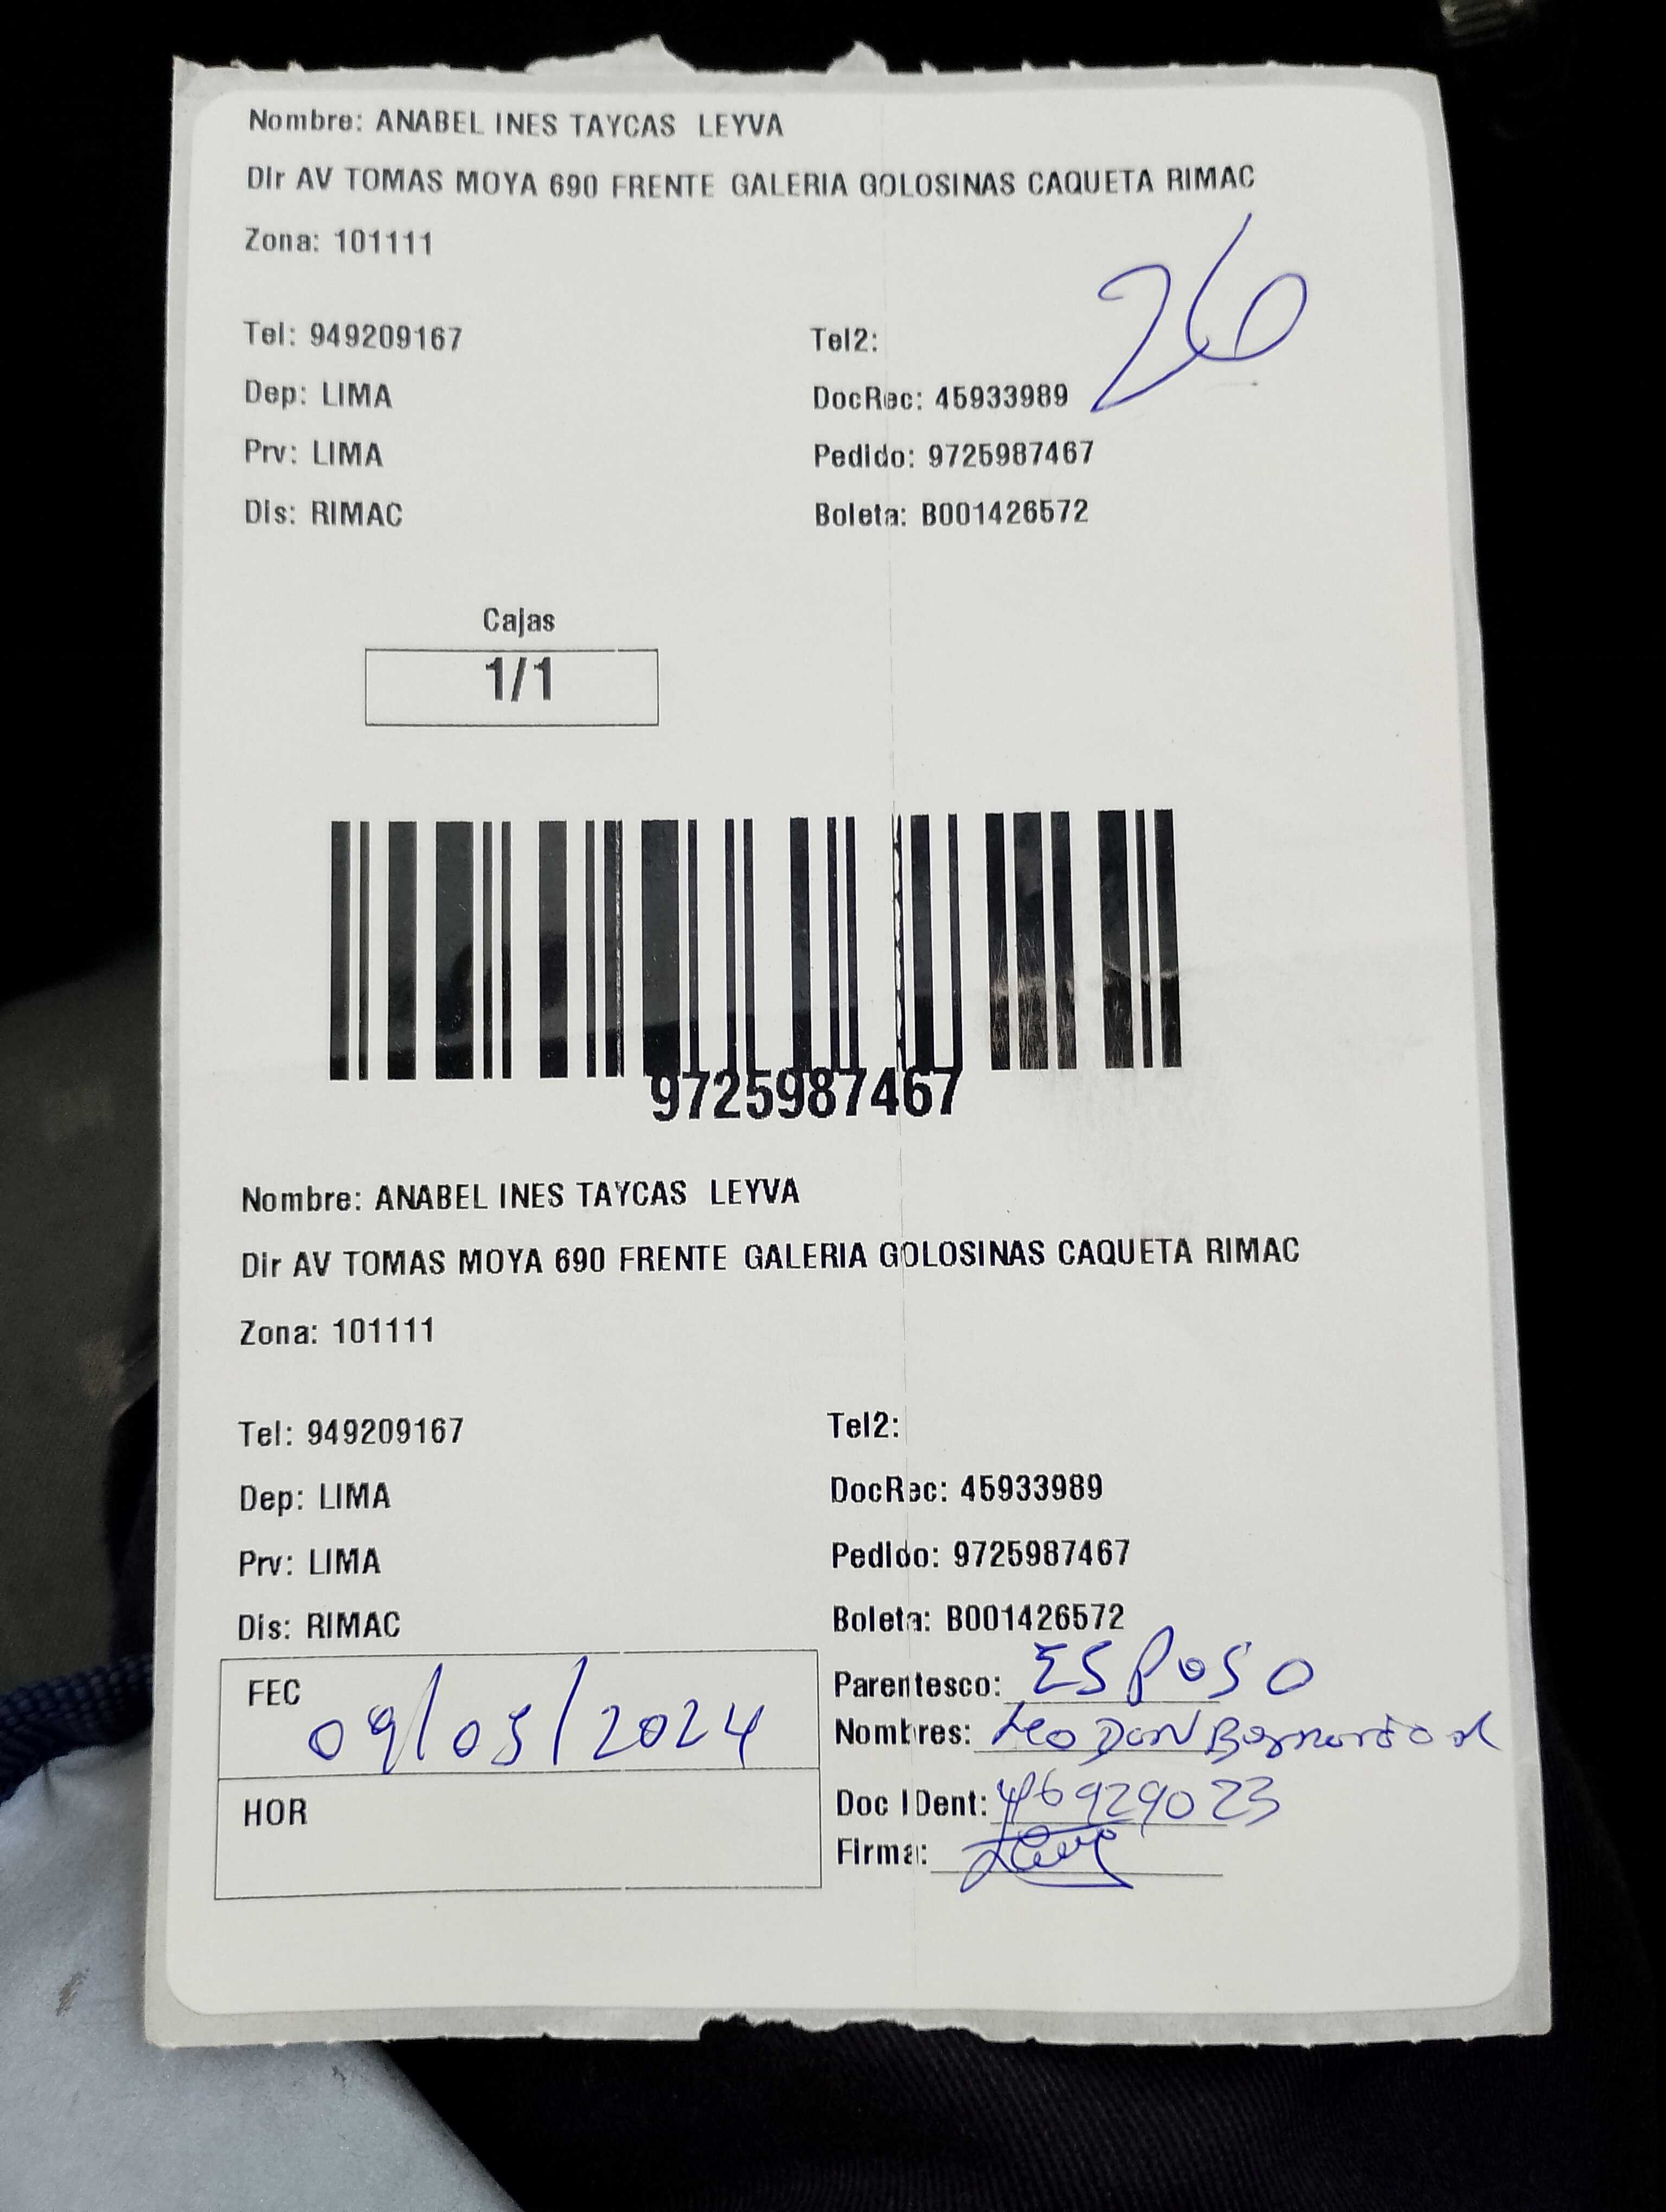 Nombre: ANABEL INES TAYCAS LEYVA
Dir AV TOMAS MOYA 690 FRENTE GALERIA GOLOSINAS CAQUETA RIMAC
Zona: 101111
26
Tel: 949209167 Tel2:
Dep: LIMA DocRec: 45933989
Prv: LIMA Pedido: 9725987467
Dis: RIMAC Boleta: B001426572
Cajas
1/1
9725987467
Nombre: ANABEL INES TAYCAS LEYVA
Dir AV TOMAS MOYA 690 FRENTE GALERIA GOLOSINAS CAQUETA RIMAC
Zona: 101111
Tel: 949209167 Tel2:
Dep: LIMA DocRec: 45933989
Prv: LIMA Pedido: 9725987467
Dis: RIMAC Boleta: B001426572
FEC 09/05/2024
Parentesco: ESPOSO
Nombres:
HOR
Doc IDent: 46929023
Firma: